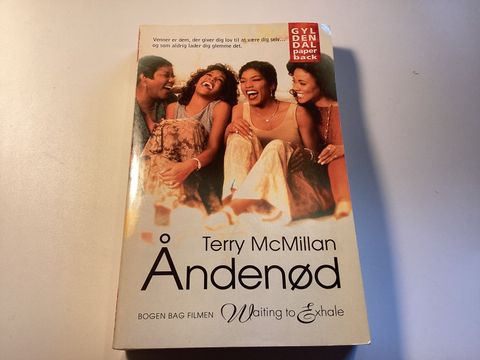 Venner er dem, der giver dig lov til at være dig selv...
og som aldrig lader dig glemme det.
GYL
DEN
DAL
paper
back
Terry McMillan
Åndenød
BOGEN BAG FILMEN Waiting to Exhale